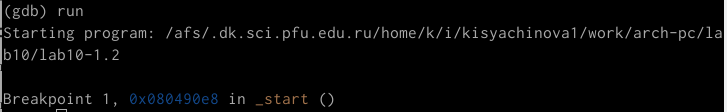 (gdb) run
Starting program: /afs/.dk.sci.pfu.edu.ru/home/k/i/kisyachinova1/work/arch-pc/la
b10/lab10-1.2
Breakpoint 1, 0x080490e8 in _start ()